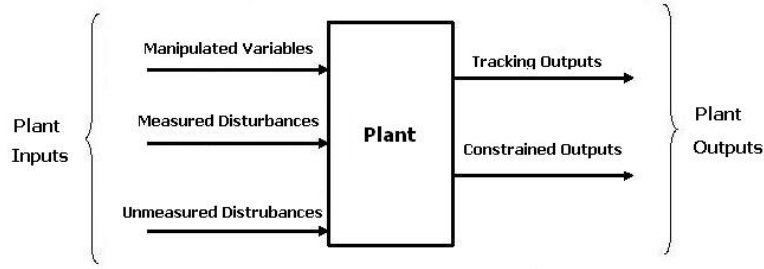 Manipulated Variables
Tracking Outputs
Plant
Inputs
Measured Disturbances
Plant
Plant
Outputs
Constrained Outputs
Unmeasured Distrubances